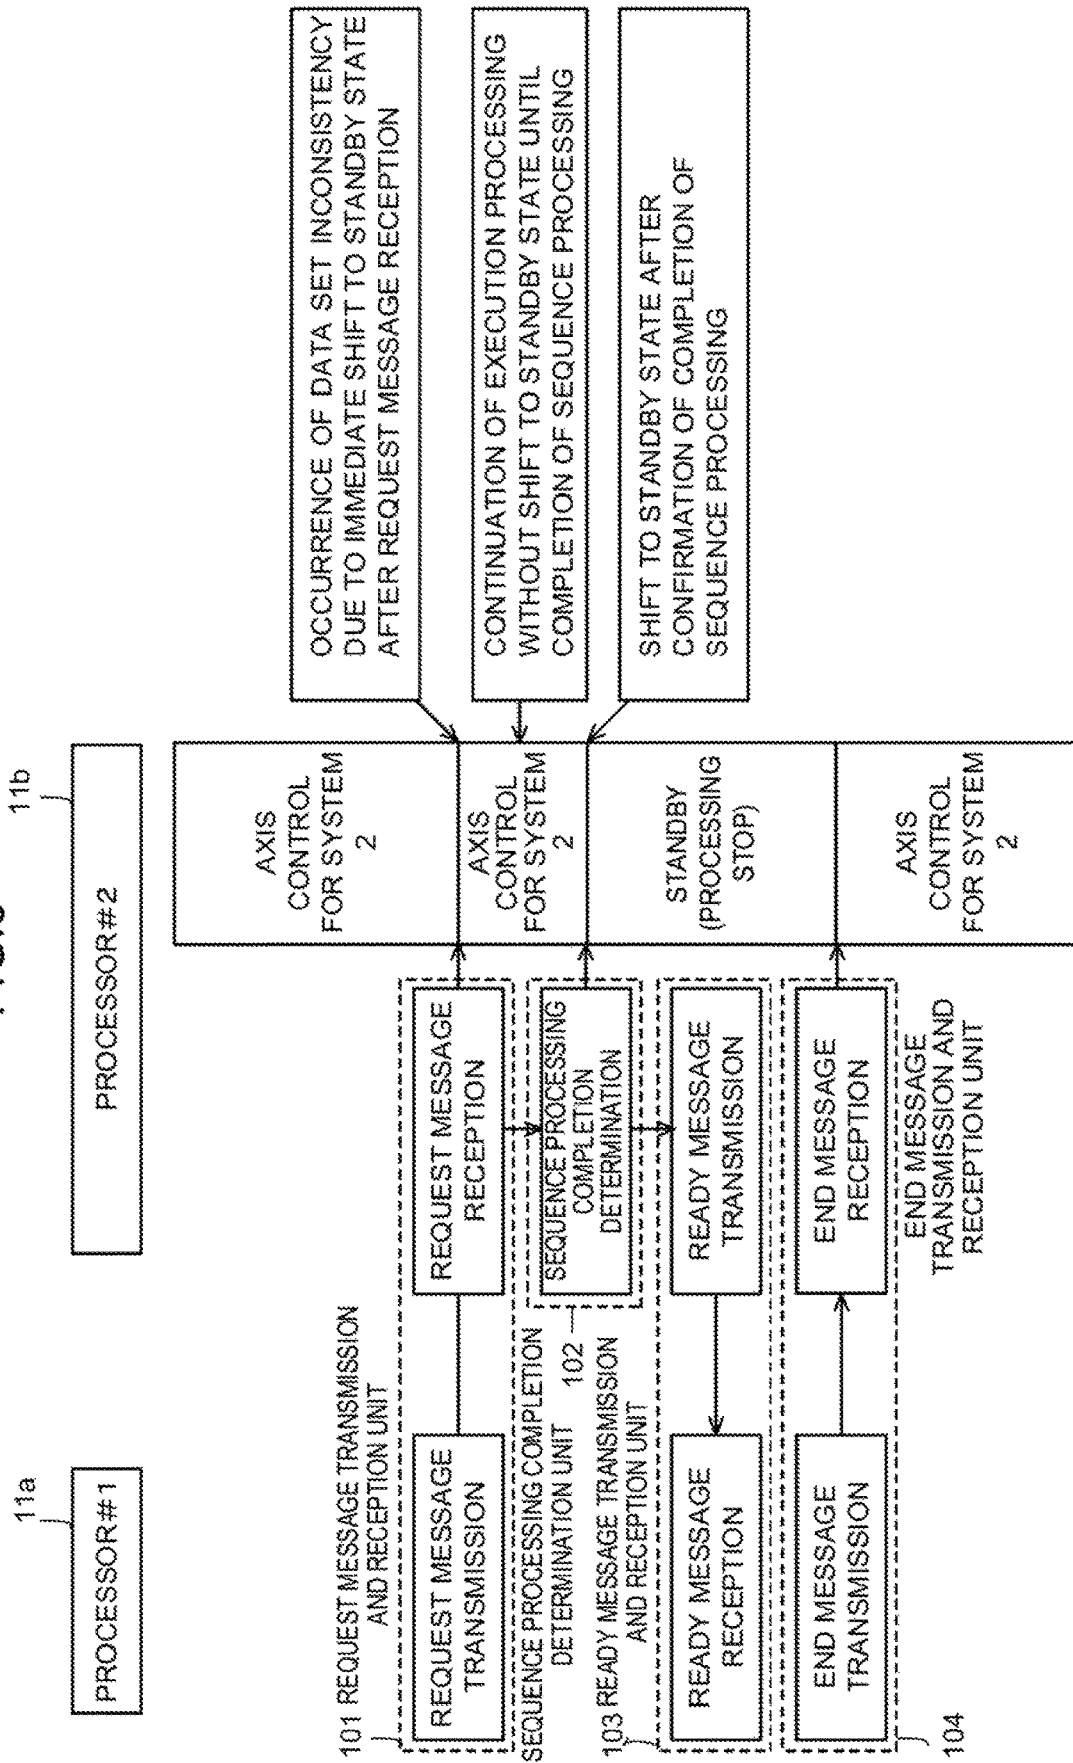 11a
PROCESSOR#1
11b
PROCESSOR#2
101 REQUEST MESSAGE TRANSMISSION
AND RECEPTION UNIT
REQUEST MESSAGE
TRANSMISSION
REQUEST MESSAGE
RECEPTION
SEQUENCE PROCESSING COMPLETION
DETERMINATION UNIT
102
SEQUENCE PROCESSING
COMPLETION
DETERMINATION
103 READY MESSAGE TRANSMISSION
AND RECEPTION UNIT
READY MESSAGE
RECEPTION
READY MESSAGE
TRANSMISSION
END MESSAGE
TRANSMISSION
END MESSAGE
RECEPTION
104
END MESSAGE
TRANSMISSION AND
RECEPTION UNIT
AXIS
CONTROL
FOR SYSTEM
2
AXIS
CONTROL
FOR SYSTEM
2
STANDBY
(PROCESSING
STOP)
AXIS
CONTROL
FOR SYSTEM
2
OCCURRENCE OF DATA SET INCONSISTENCY
DUE TO IMMEDIATE SHIFT TO STANDBY STATE
AFTER REQUEST MESSAGE RECEPTION
CONTINUATION OF EXECUTION PROCESSING
WITHOUT SHIFT TO STANDBY STATE UNTIL
COMPLETION OF SEQUENCE PROCESSING
SHIFT TO STANDBY STATE AFTER
CONFIRMATION OF COMPLETION OF
SEQUENCE PROCESSING